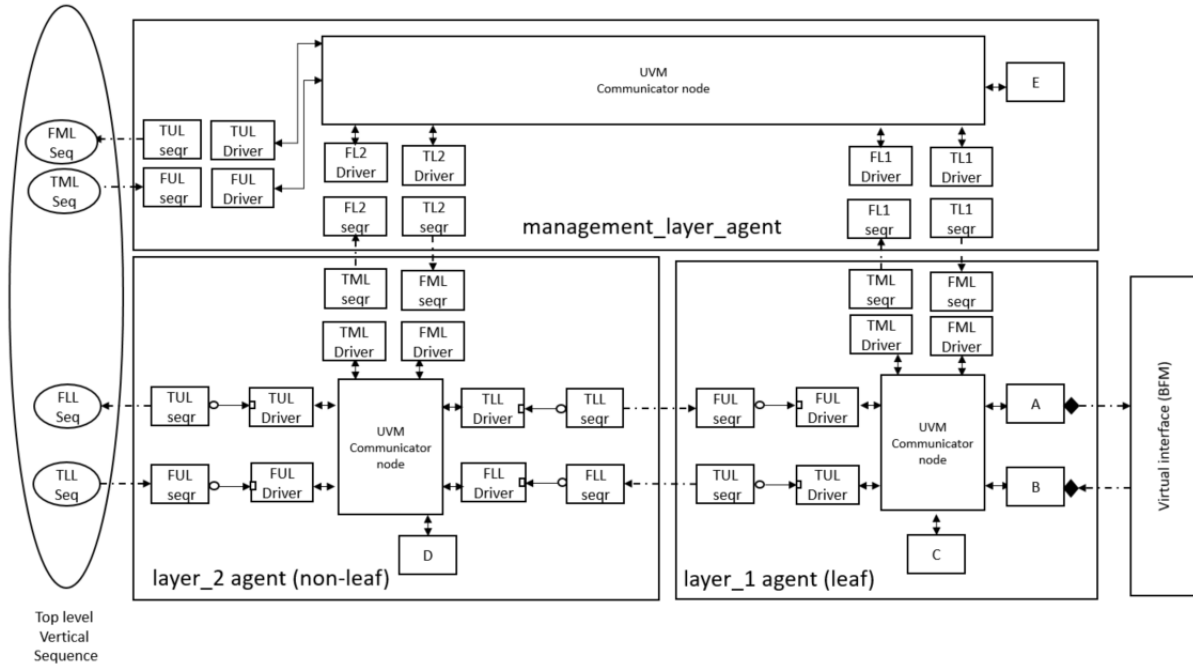 UVM
Communicator node
E
FML
Seq
TUL
seqr
TUL
Driver
TML
Seq
FUL
seqr
FUL
Driver
FL2
Driver
TL2
Driver
FL1
Driver
TL1
Driver
FL2
seqr
TL2
seqr
FL1
seqr
TL1
seqr
management_layer_agent
TML
seqr
FML
seqr
TML
Driver
FML
Driver
TML
seqr
FML
seqr
TML
Driver
FML
Driver
FLL
Seq
TUL
seqr
TUL
Driver
UVM
Communicator
node
TLL
Driver
TLL
seqr
FUL
seqr
FUL
Driver
UVM
Communicator
node
A
TLL
Seq
FUL
seqr
FUL
Driver
FLL
Driver
FLL
seqr
TUL
seqr
TUL
Driver
B
D
C
layer_2 agent (non-leaf)
layer_1 agent (leaf)
Virtual interface (BFM)
Top level
Vertical
Sequence